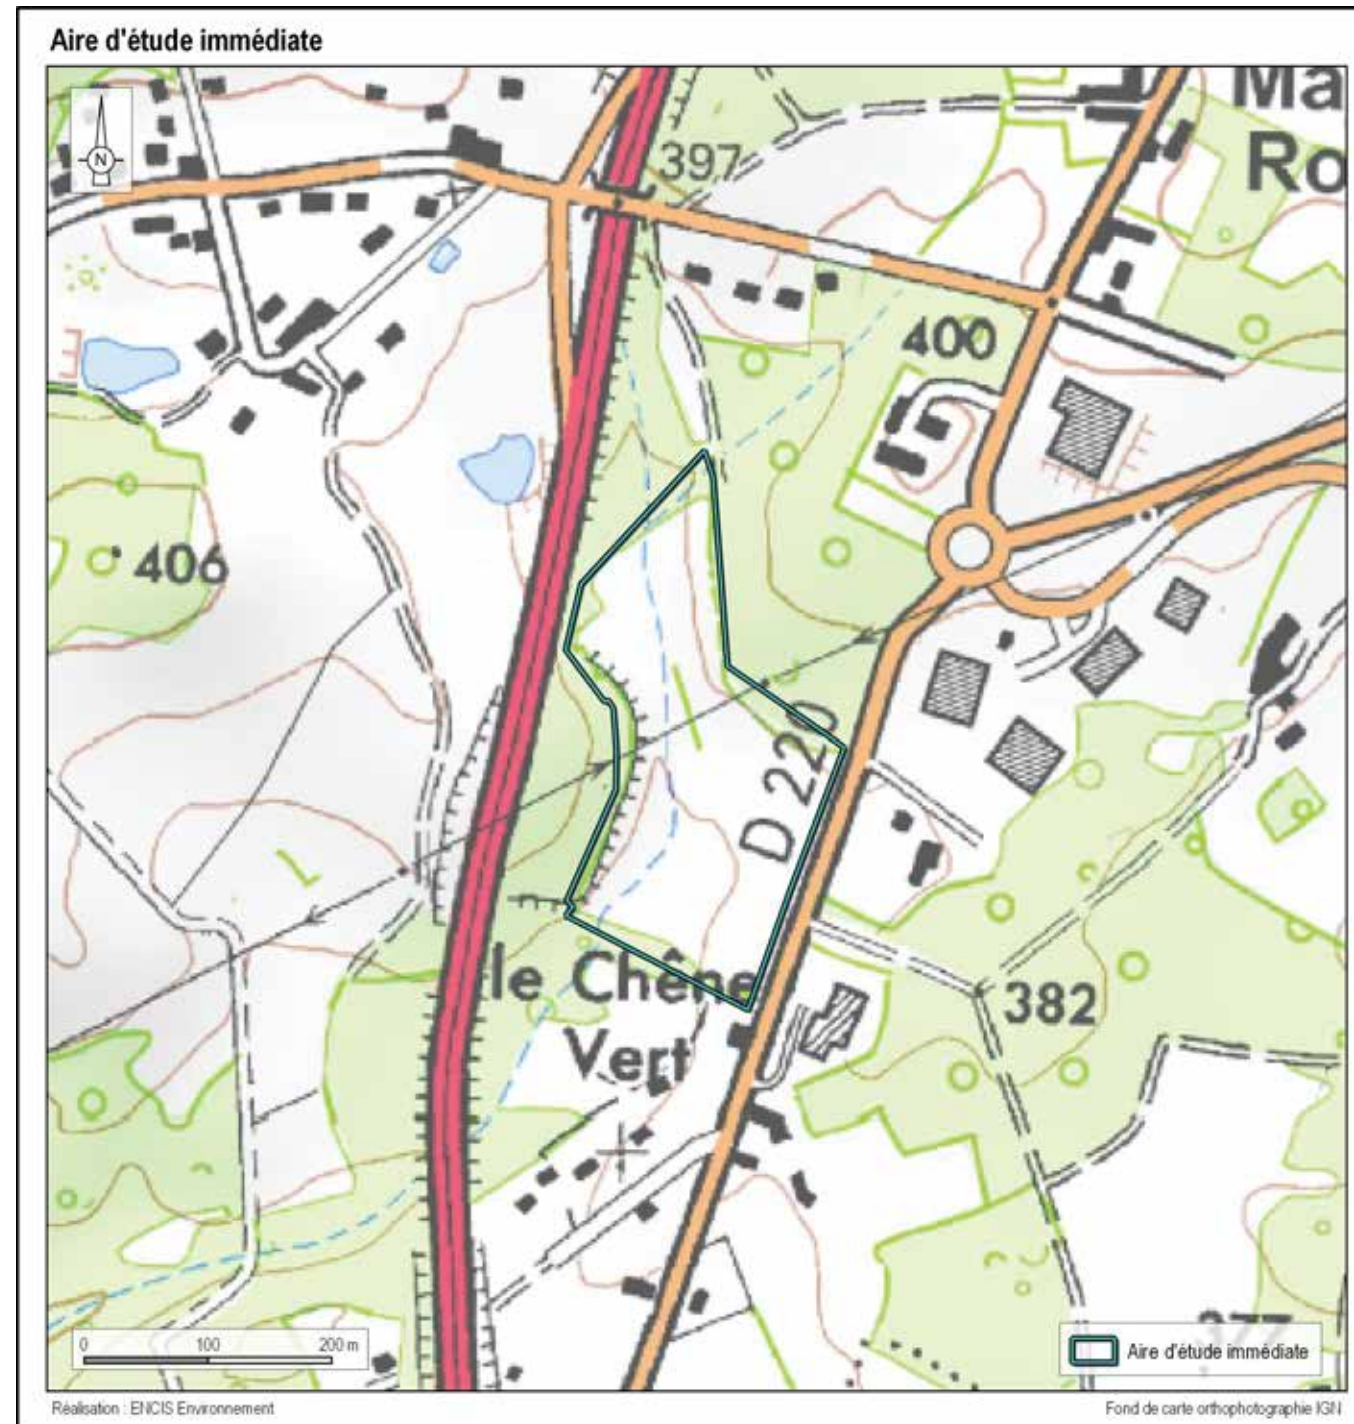 Aire d'étude immédiate
N
Ma
Ro
397
400
406
D 220
le Chêne
Vert
382
0 100 200 m
Aire d'étude immédiate
Réalisation : ENCIS Environnement
Fond de carte orthophotographie IGN